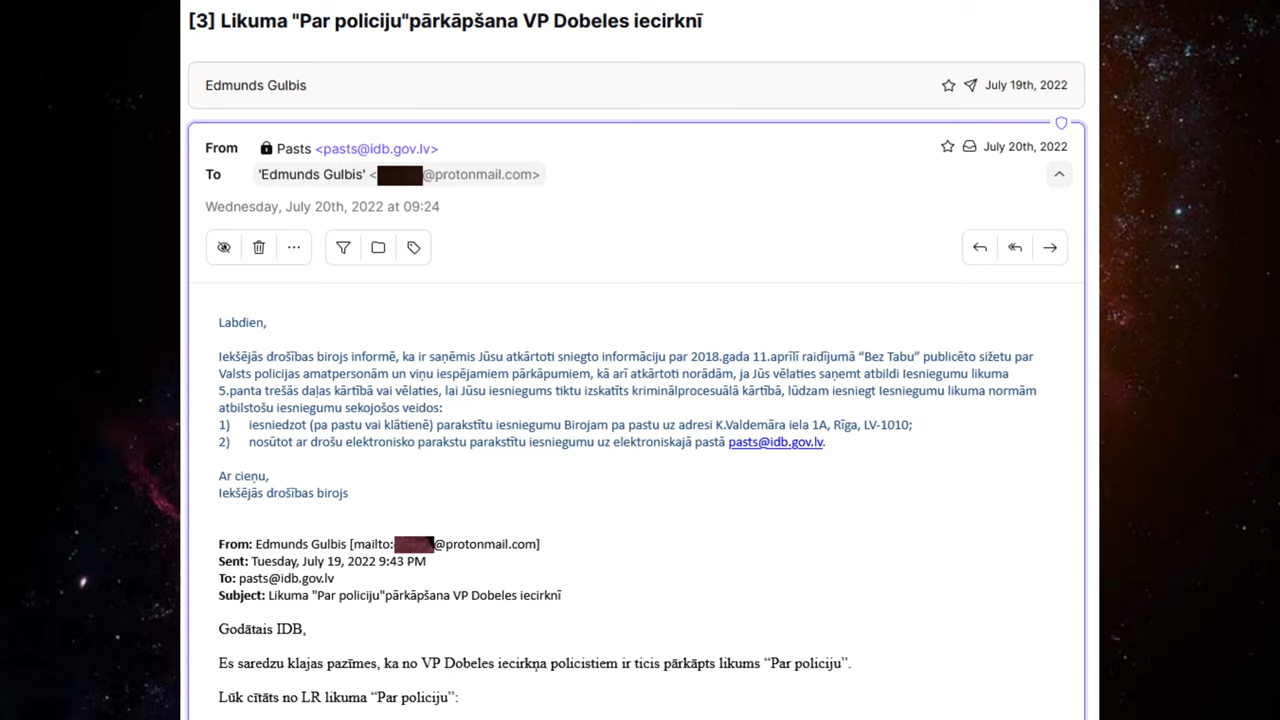 [3] Likuma "Par policiju"pārkāpšana VP Dobeles iecirknī
Edmunds Gulbis
July 19th, 2022
From Pasts <pasts@idb.gov.lv>
July 20th, 2022
To 'Edmunds Gulbis' < @protonmail.com>
Wednesday, July 20th, 2022 at 09:24
Labdien,
Iekšējās drošības birojs informē, ka ir saņēmis Jūsu atkārtoti sniegto informāciju par 2018.gada 11.aprīlī raidījumā “Bez Tabu” publicēto sižetu par
Valsts policijas amatpersonām un viņu iespējamiem pārkāpumiem, kā arī atkārtoti norādām, ja Jūs vēlaties saņemt atbildi Iesniegumu likuma
5.panta trešās daļas kārtībā vai vēlaties, lai Jūsu iesniegums tiktu izskatīts kriminālprocesuālā kārtībā, lūdzam iesniegt Iesniegumu likuma normām
atbilstošu iesniegumu sekojošos veidos:
1) iesniedzot (pa pastu vai klātienē) parakstītu iesniegumu Birojam pa pastu uz adresi K.Valdemāra iela 1A, Rīga, LV-1010;
2) nosūtot ar drošu elektronisko parakstu parakstītu iesniegumu uz elektroniskajā pastā pasts@idb.gov.lv.
Ar cieņu,
Iekšējās drošības birojs
From: Edmunds Gulbis [mailto: @protonmail.com]
Sent: Tuesday, July 19, 2022 9:43 PM
To: pasts@idb.gov.lv
Subject: Likuma "Par policiju"pārkāpšana VP Dobeles iecirknī
Godātais IDB,
Es saredzu klajas pazīmes, ka no VP Dobeles iecirkņa policistiem ir ticis pārkāpts likums “Par policiju”.
Lūk cītāts no LR likuma “Par policiju”: